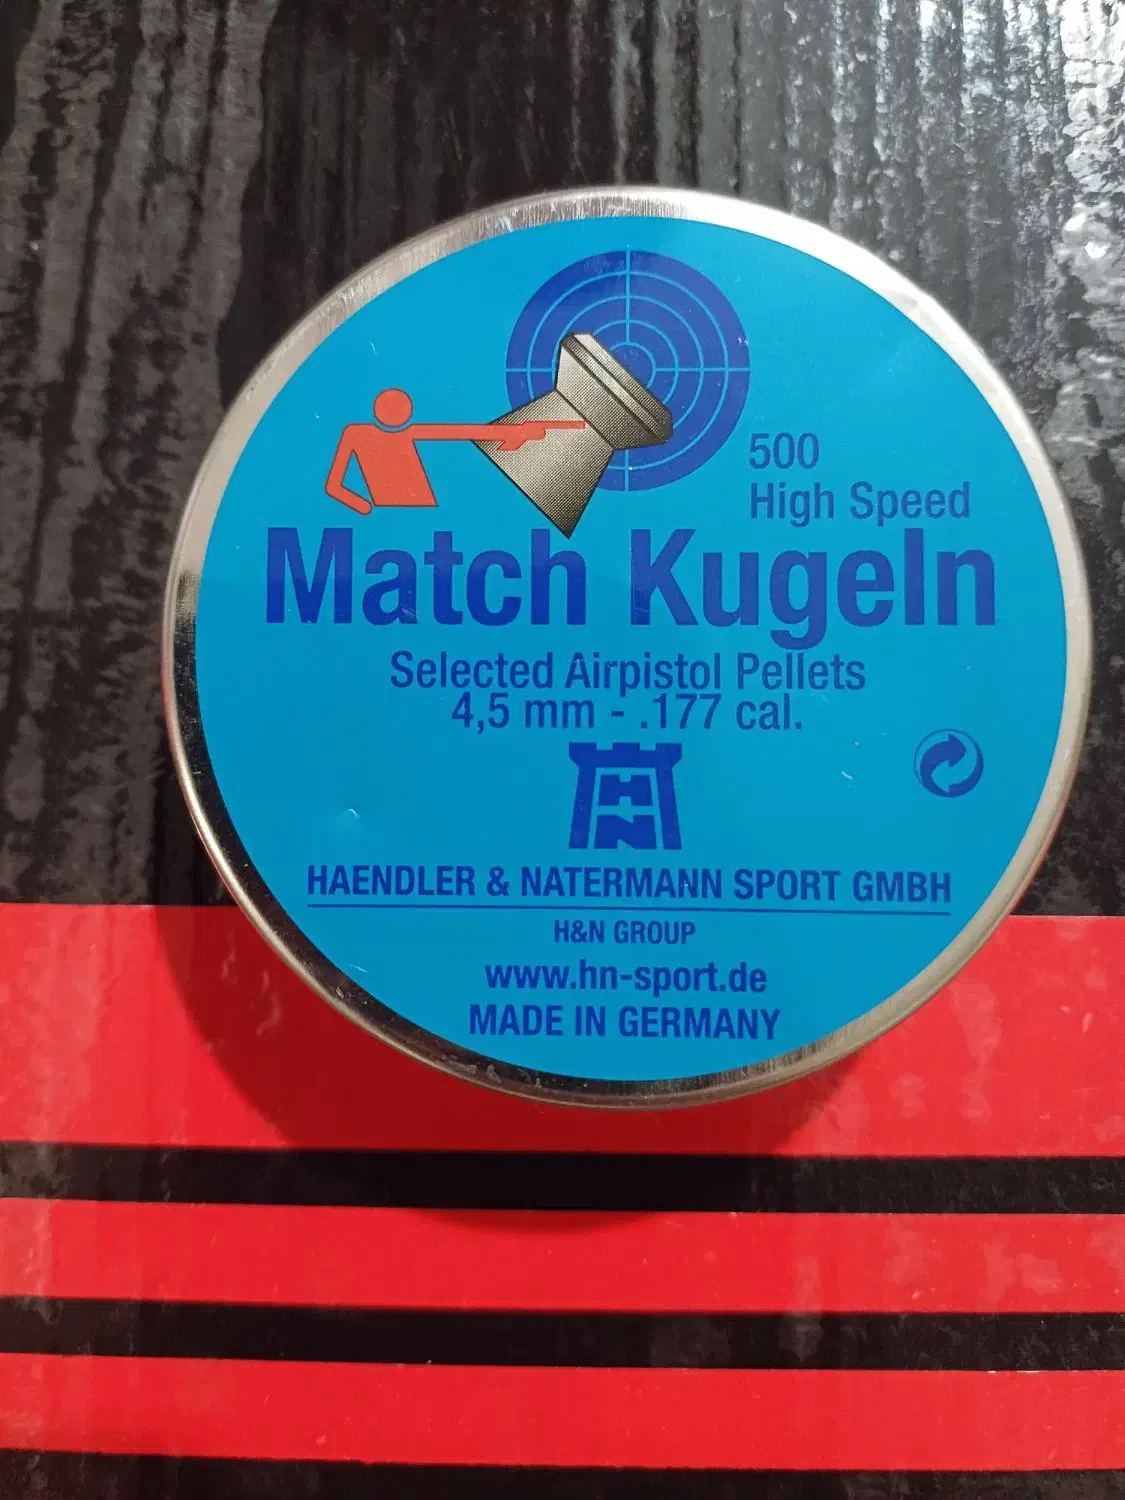 500
High Speed
Match Kugeln
Selected Airpistol Pellets
4,5 mm - .177 cal.
HN
HAENDLER & NATERMANN SPORT GMBH
H&N GROUP
www.hn-sport.de
MADE IN GERMANY